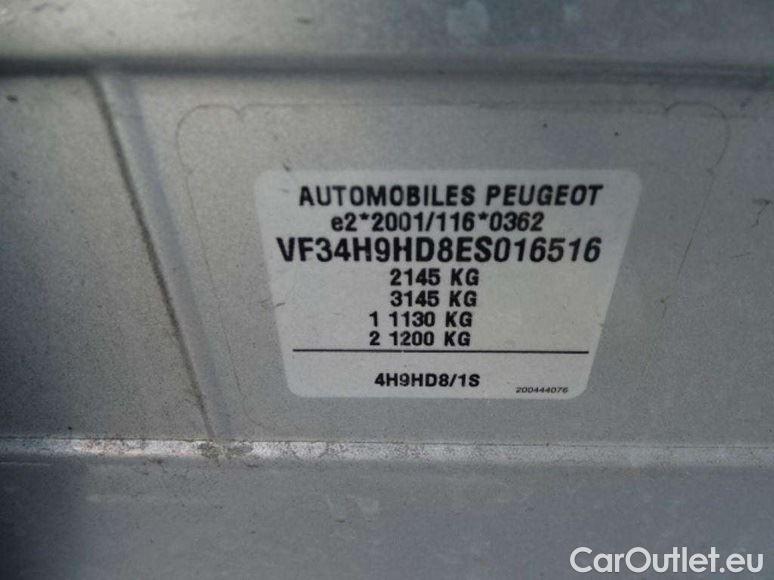 AUTOMOBILES PEUGEOT
e2*2001/116*0362
VF34H9HD8ES016516
2145 KG
3145 KG
1 1130 KG
2 1200 KG
4H9HD8/1S
200444076
CarOutlet.eu